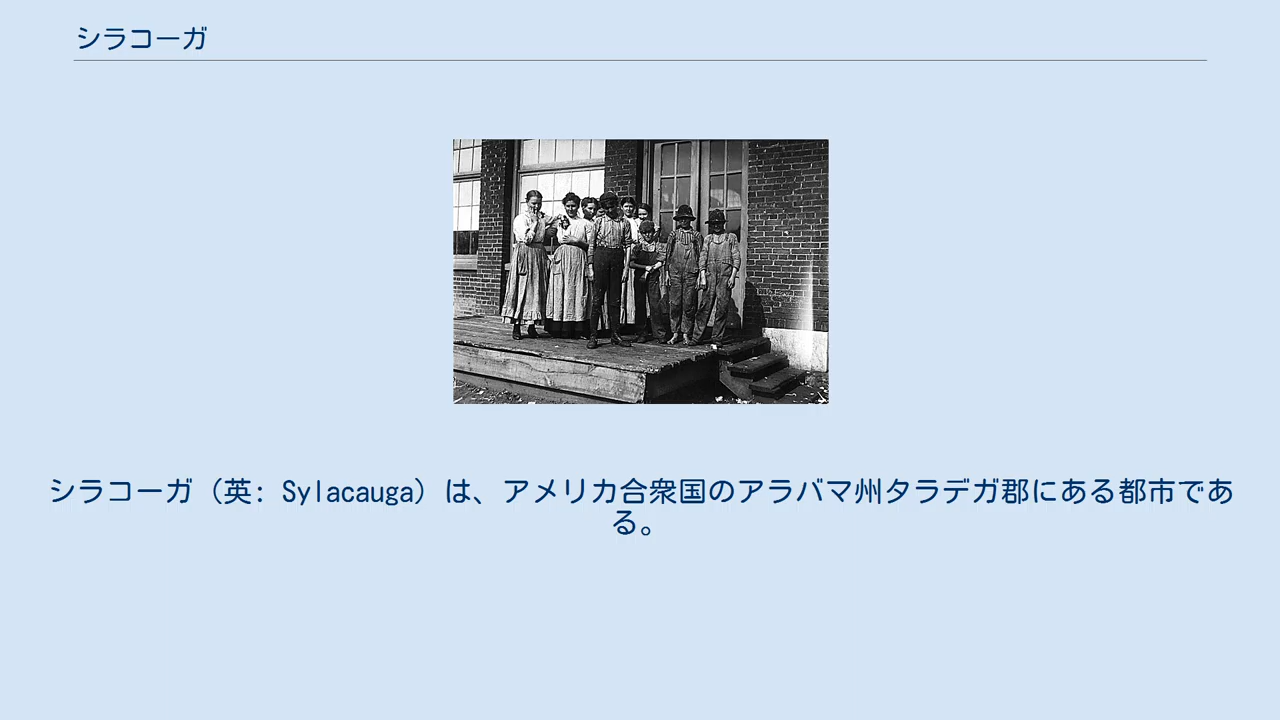 シラコーガ
シラコーガ（英: Sylacauga）は、アメリカ合衆国のアラバマ州タラデガ郡にある都市であ
る。